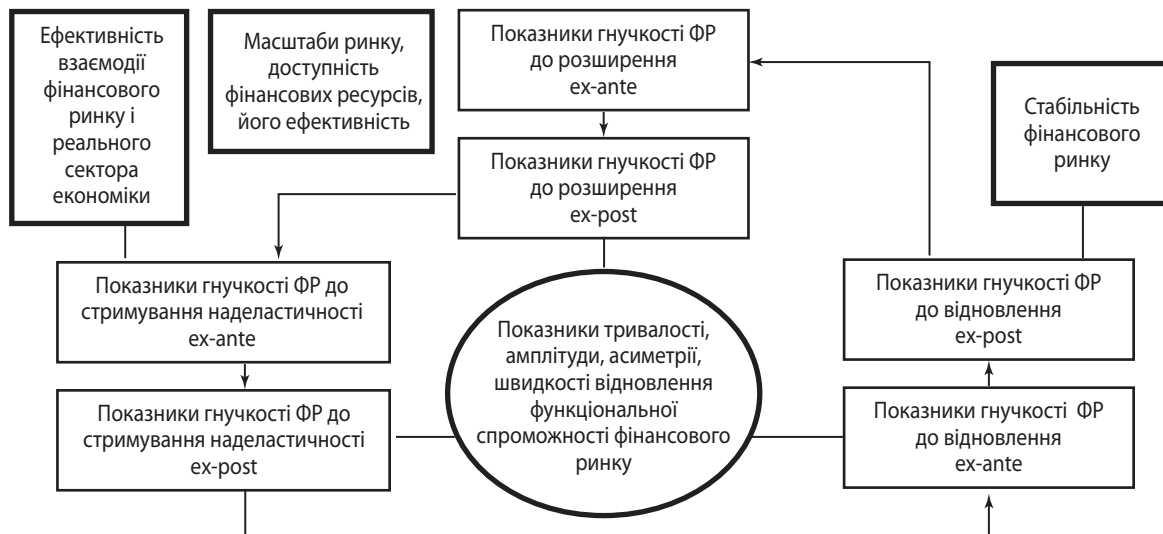 Ефективність
взаємодії
фінансового
ринку і
реального
сектора
економіки
Масштаби ринку,
доступність
фінансових ресурсів,
його ефективність
Показники гнучкості ФР
до розширення
ex-ante
Стабільність
фінансового
ринку
Показники гнучкості ФР
до розширення
ex-post
Показники гнучкості ФР до
стримування наделастичності
ex-ante
Показники тривалості,
амплітуди, асиметрії,
швидкості відновлення
функціональної
спроможності фінансового
ринку
Показники гнучкості ФР
до відновлення
ex-post
Показники гнучкості ФР до
стримування наделастичності
ex-post
Показники гнучкості ФР
до відновлення
ex-ante